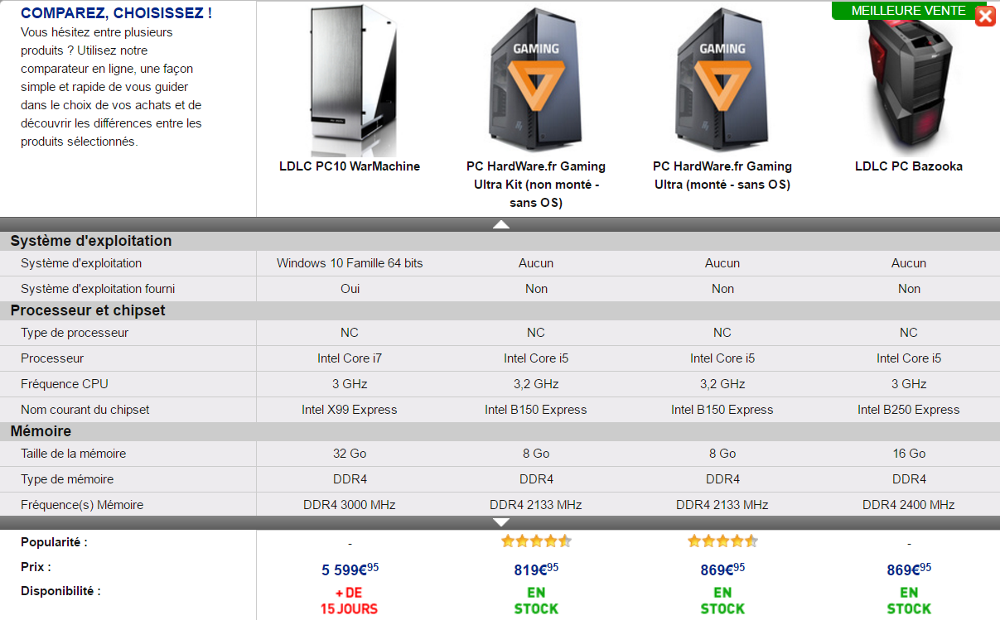 COMPAREZ, CHOISISSEZ !
Vous hésitez entre plusieurs
produits ? Utilisez notre
comparateur en ligne, une façon
simple et rapide de vous guider
dans le choix de vos achats et de
découvrir les différences entre les
produits sélectionnés.
GAMING
GAMING
MEILLEURE VENTE
LDLC PC10 WarMachine
PC HardWare.fr Gaming
Ultra Kit (non monté -
sans OS)
PC HardWare.fr Gaming
Ultra (monté - sans OS)
LDLC PC Bazooka
Système d'exploitation
Système d'exploitation Windows 10 Famille 64 bits Aucun Aucun Aucun
Système d'exploitation fourni Oui Non Non Non
Processeur et chipset
Type de processeur NC NC NC NC
Processeur Intel Core i7 Intel Core i5 Intel Core i5 Intel Core i5
Fréquence CPU 3 GHz 3,2 GHz 3,2 GHz 3 GHz
Nom courant du chipset Intel X99 Express Intel B150 Express Intel B150 Express Intel B250 Express
Mémoire
Taille de la mémoire 32 Go 8 Go 8 Go 16 Go
Type de mémoire DDR4 DDR4 DDR4 DDR4
Fréquence(s) Mémoire DDR4 3000 MHz DDR4 2133 MHz DDR4 2133 MHz DDR4 2400 MHz
Popularité : - -
Prix : 5 599€95 819€95 869€95 869€95
Disponibilité : + DE 15 JOURS EN STOCK EN STOCK EN STOCK